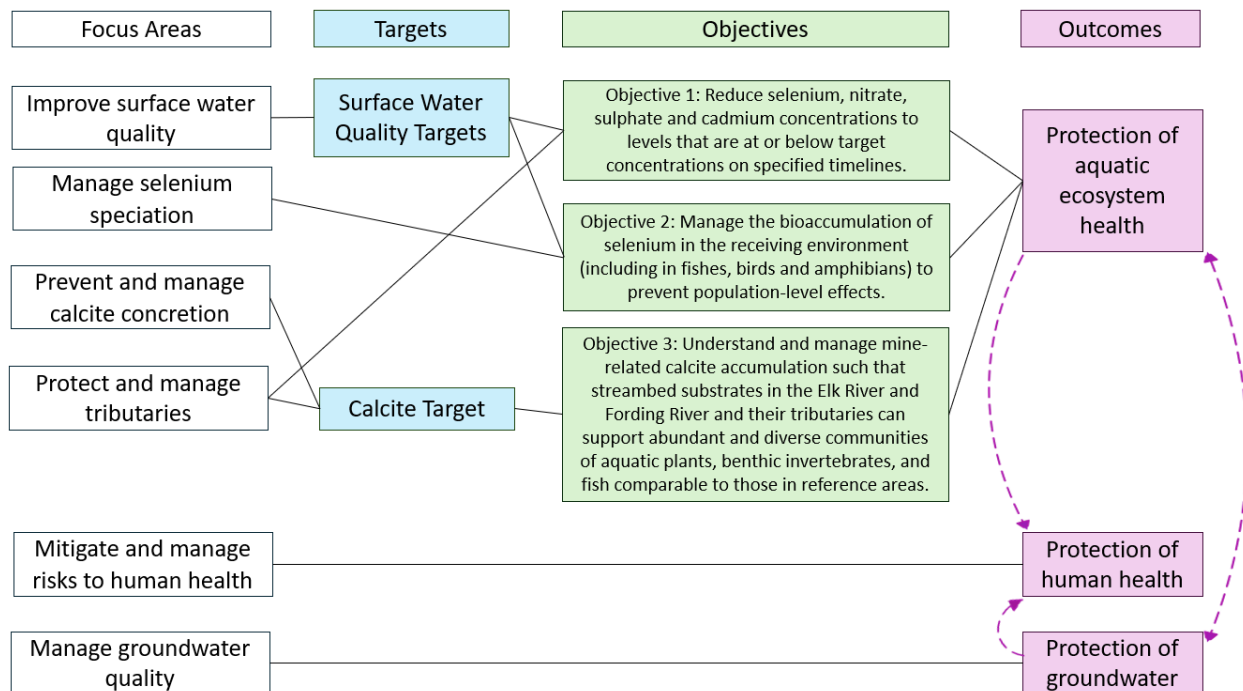 Focus Areas
Targets
Objectives
Outcomes
Improve surface water
quality
Manage selenium
speciation
Prevent and manage
calcite concretion
Protect and manage
tributaries
Mitigate and manage
risks to human health
Manage groundwater
quality
Surface Water
Quality Targets
Calcite Target
Objective 1: Reduce selenium, nitrate,
sulphate and cadmium concentrations to
levels that are at or below target
concentrations on specified timelines.
Objective 2: Manage the bioaccumulation of
selenium in the receiving environment
(including in fishes, birds and amphibians) to
prevent population-level effects.
Objective 3: Understand and manage mine-
related calcite accumulation such that
streambed substrates in the Elk River and
Fording River and their tributaries can
support abundant and diverse communities
of aquatic plants, benthic invertebrates, and
fish comparable to those in reference areas.
Protection of
aquatic
ecosystem
health
Protection of
human health
Protection of
groundwater